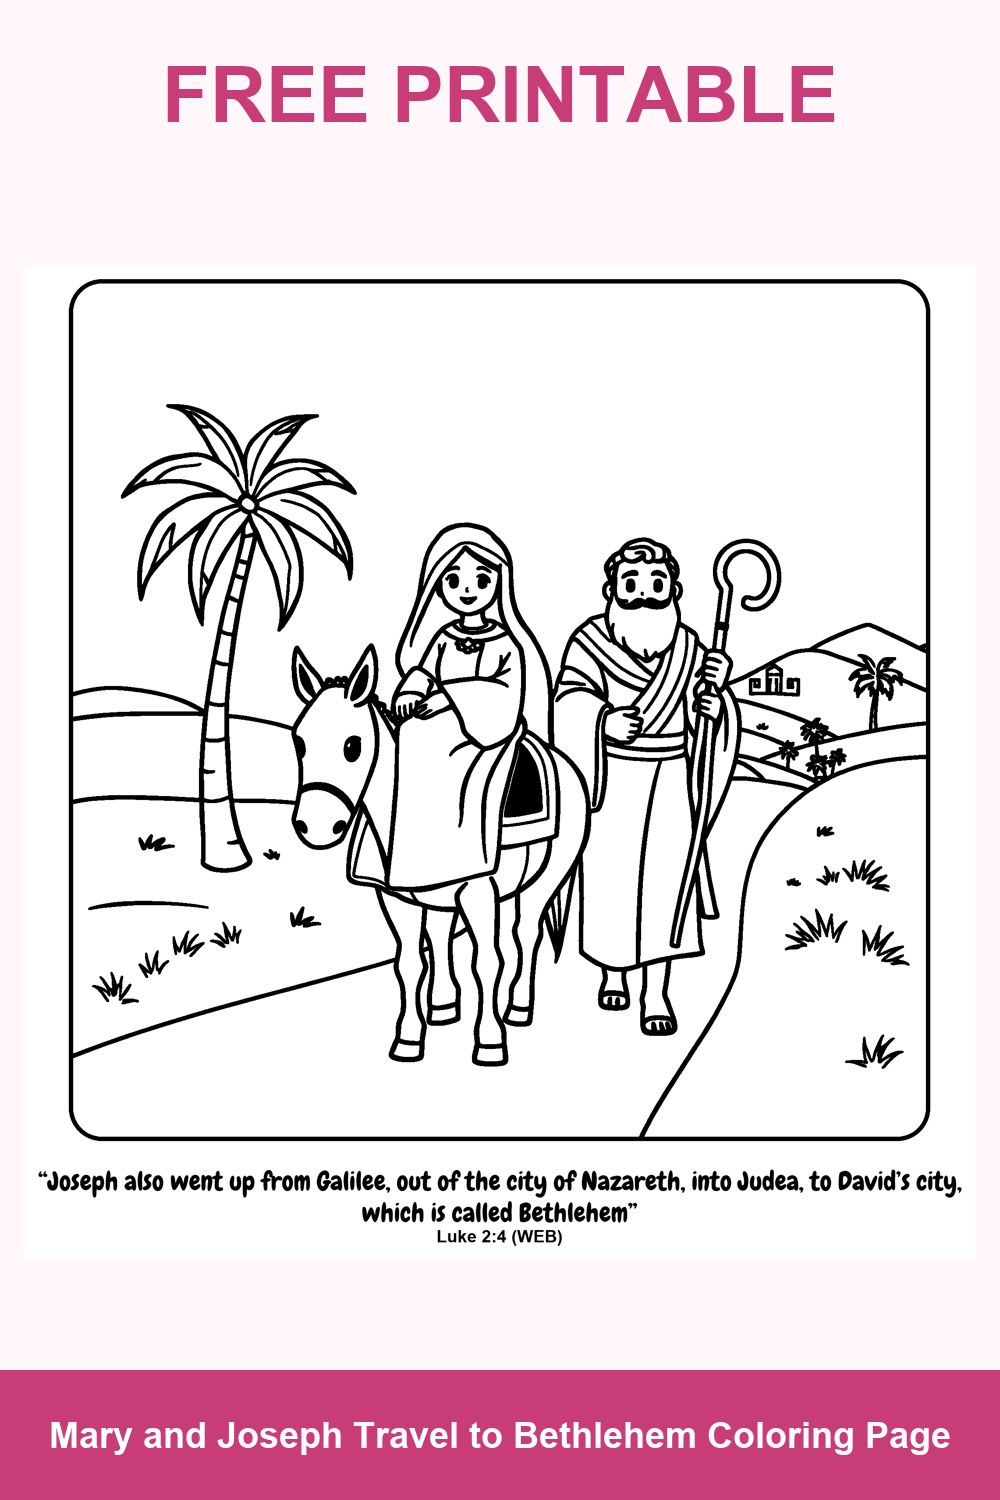 FREE PRINTABLE
“Joseph also went up from Galilee, out of the city of Nazareth, into Judea, to David’s city,
which is called Bethlehem”
Luke 2:4 (WEB)
Mary and Joseph Travel to Bethlehem Coloring Page